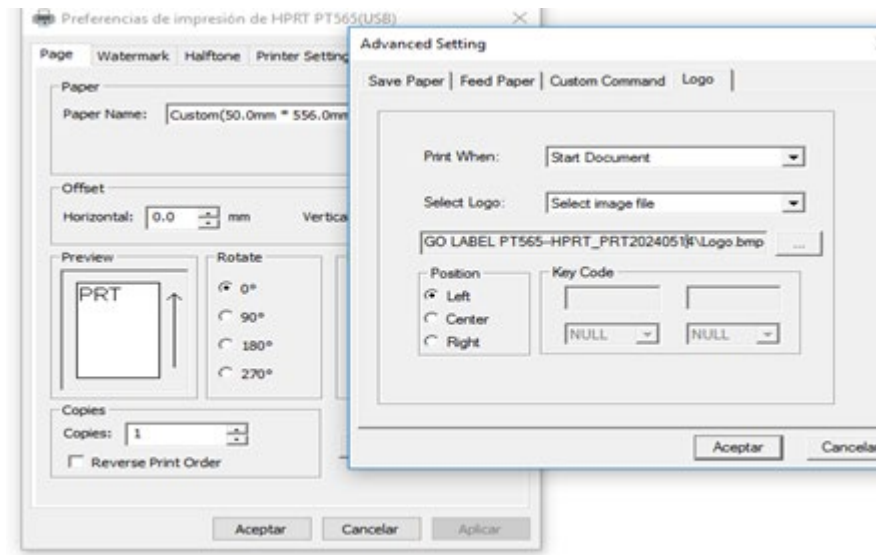 Preferencias de impresión de HPRT PT565(USB)
Page Watermark Halftone Printer Setting
Paper
Paper Name: Custom(50.0mm * 556.0mm
Offset
Horizontal: 0.0 mm Vertica
Preview
PRT
Rotate
0°
90°
180°
270°
Copies
Copies: 1
Reverse Print Order
Aceptar Cancelar Aplicar
Advanced Setting
Save Paper Feed Paper Custom Command Logo
Print When: Start Document
Select Logo: Select image file
GO LABEL PT565-HPRT_PRT20240514\Logo.bmp ...
Position
Left
Center
Right
Key Code
NULL NULL
Aceptar Cancelar